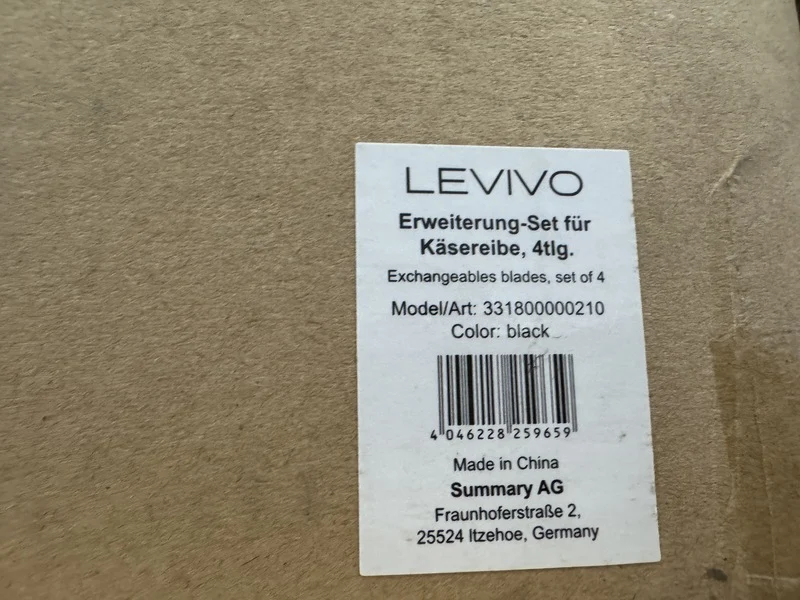 LEVIVO
Erweiterung-Set für
Käsereibe, 4tlg.
Exchangeables blades, set of 4
Model/Art: 331800000210
Color: black
4 046228 259659
Made in China
Summary AG
Fraunhoferstraße 2,
25524 Itzehoe, Germany